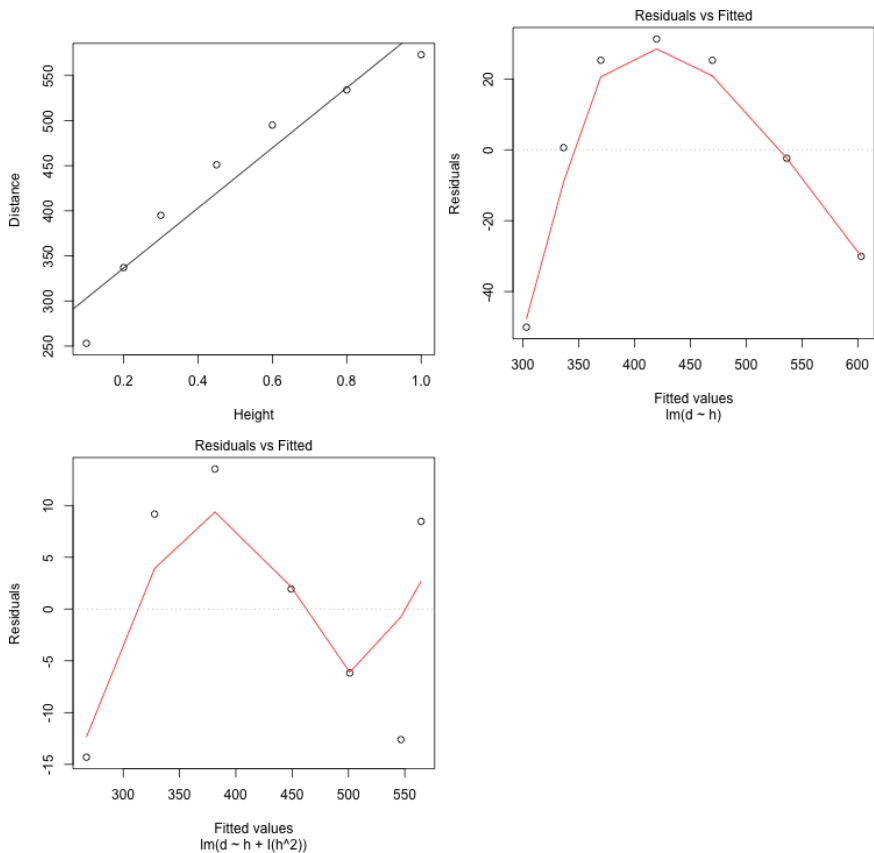 Distance
550
500
450
400
350
300
250
0.2 0.4 0.6 0.8 1.0
Height
Residuals vs Fitted
Residuals
20
0
-20
-40
300 350 400 450 500 550 600
Fitted values
lm(d ~ h)
Residuals vs Fitted
Residuals
10
5
0
-5
-10
-15
300 350 400 450 500 550
Fitted values
lm(d ~ h + I(h^2))